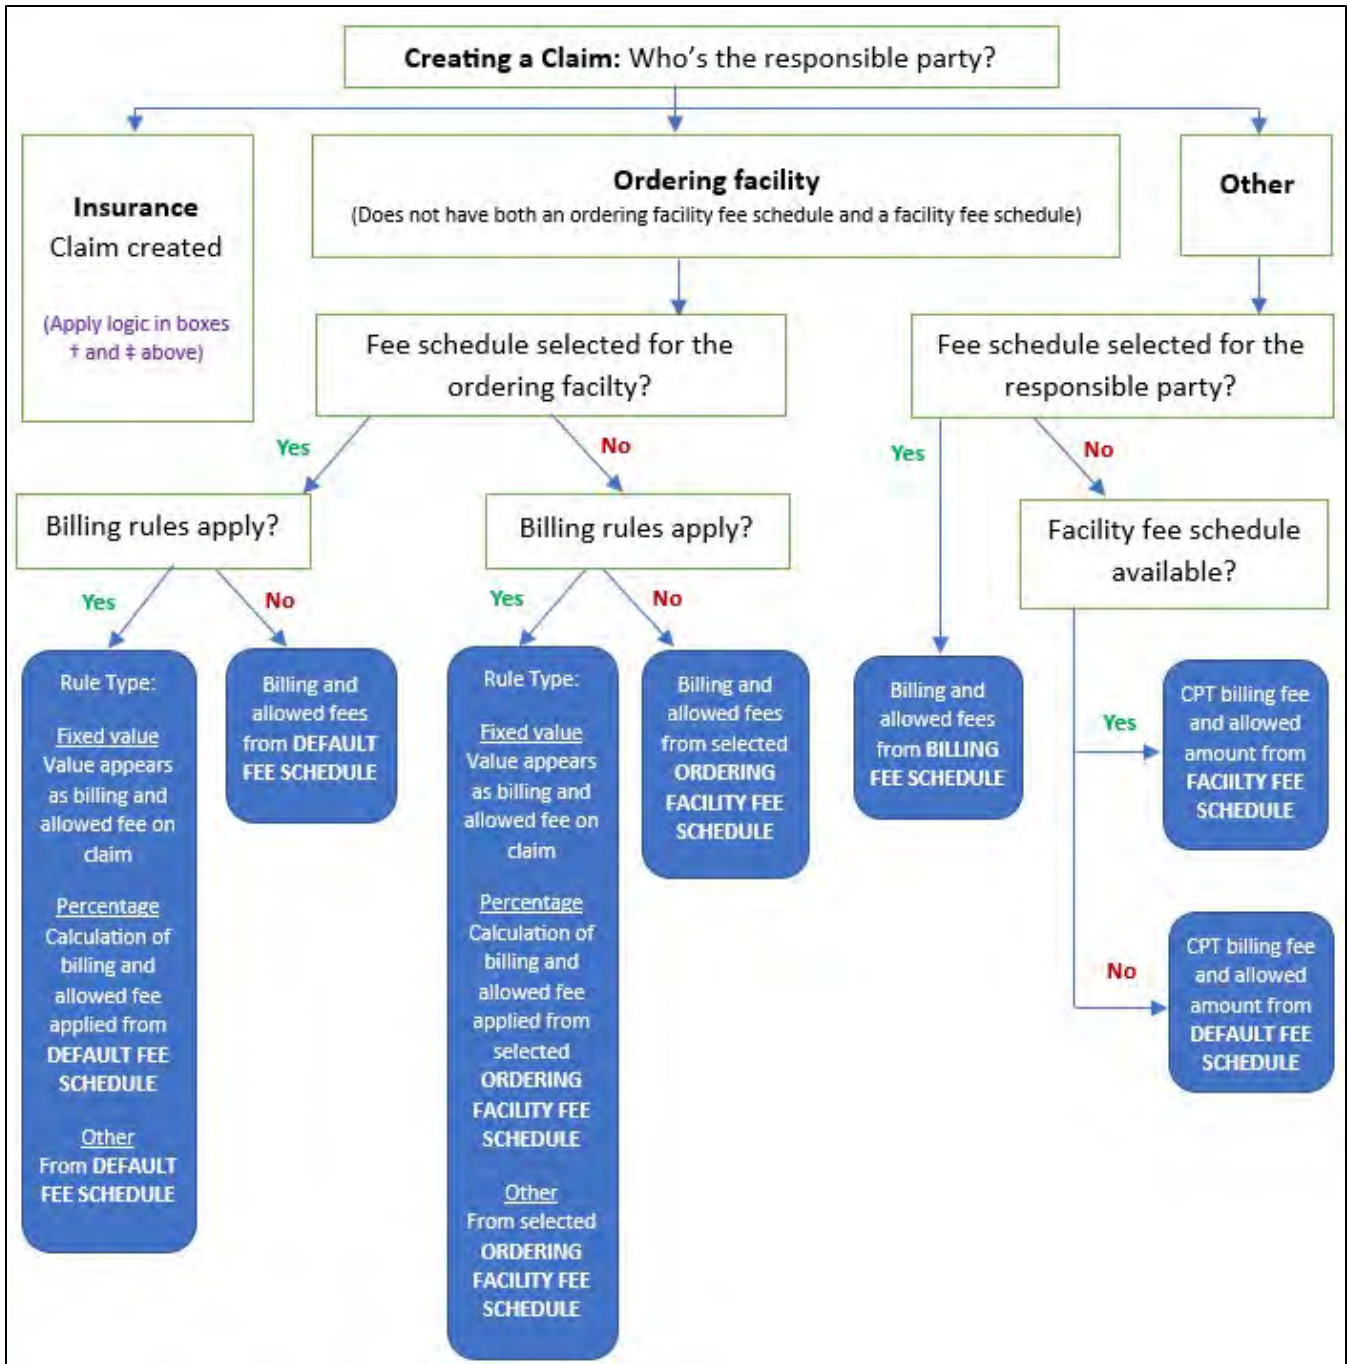 Creating a Claim: Who's the responsible party?
Insurance
Claim created
(Apply logic in boxes
† and ‡ above)
Ordering facility
(Does not have both an ordering facility fee schedule and a facility fee schedule)
Other
Fee schedule selected for the
ordering facilty?
Fee schedule selected for the
responsible party?
Yes
No
Yes
No
Billing rules apply?
Billing rules apply?
Facility fee schedule
available?
Yes
No
Yes
No
Rule Type:
Fixed value
Value appears
as billing and
allowed fee on
claim
Percentage
Calculation of
billing and
allowed fee
applied from
DEFAULT FEE
SCHEDULE
Other
From DEFAULT
FEE SCHEDULE
Billing and
allowed fees
from DEFAULT
FEE SCHEDULE
Rule Type:
Fixed value
Value appears
as billing and
allowed fee on
claim
Percentage
Calculation of
billing and
allowed fee
applied from
selected
ORDERING
FACILITY FEE
SCHEDULE
Other
From selected
ORDERING
FACILITY FEE
SCHEDULE
Billing and
allowed fees
from selected
ORDERING
FACILITY FEE
SCHEDULE
Billing and
allowed fees
from BILLING
FEE SCHEDULE
Yes
CPT billing fee
and allowed
amount from
FACIILTY FEE
SCHEDULE
No
CPT billing fee
and allowed
amount from
DEFAULT FEE
SCHEDULE